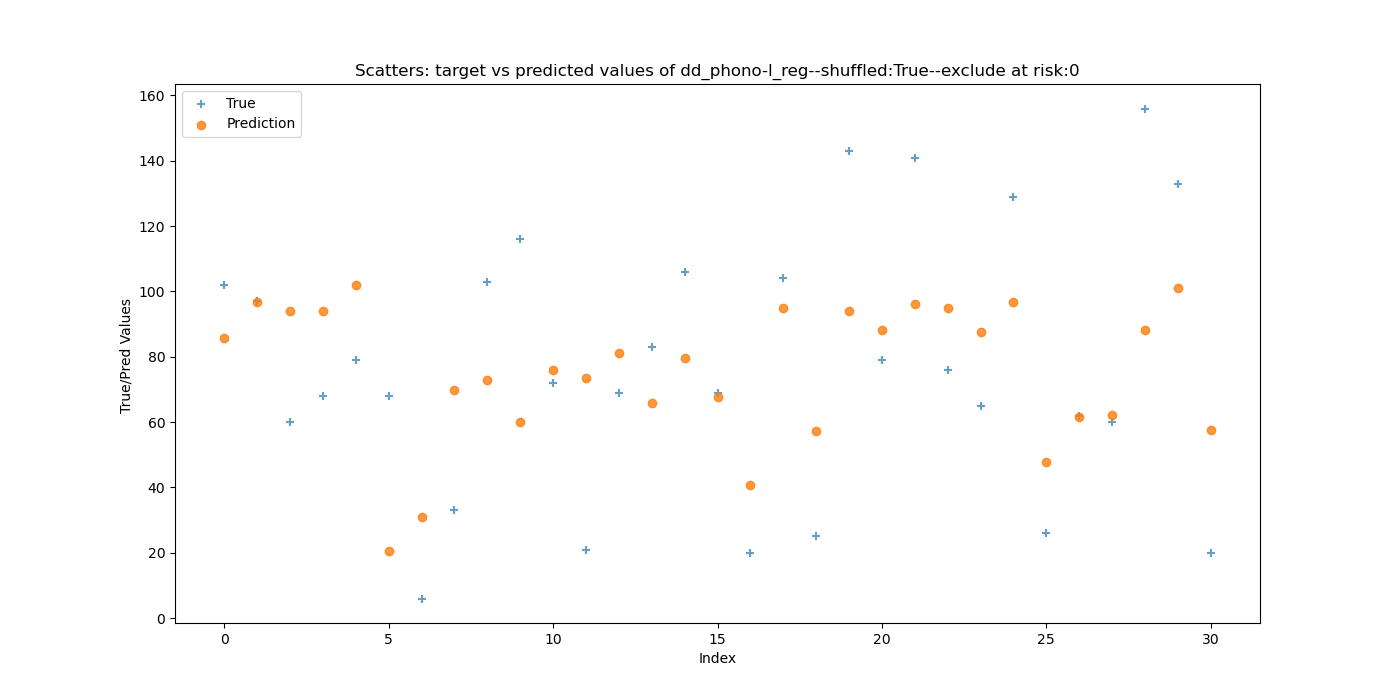 Scatters: target vs predicted values of dd_phono-l_reg--shuffled:True--exclude at risk:0
True
Prediction
160
140
120
100
80
60
40
20
0
True/Pred Values
0 5 10 15 20 25 30
Index